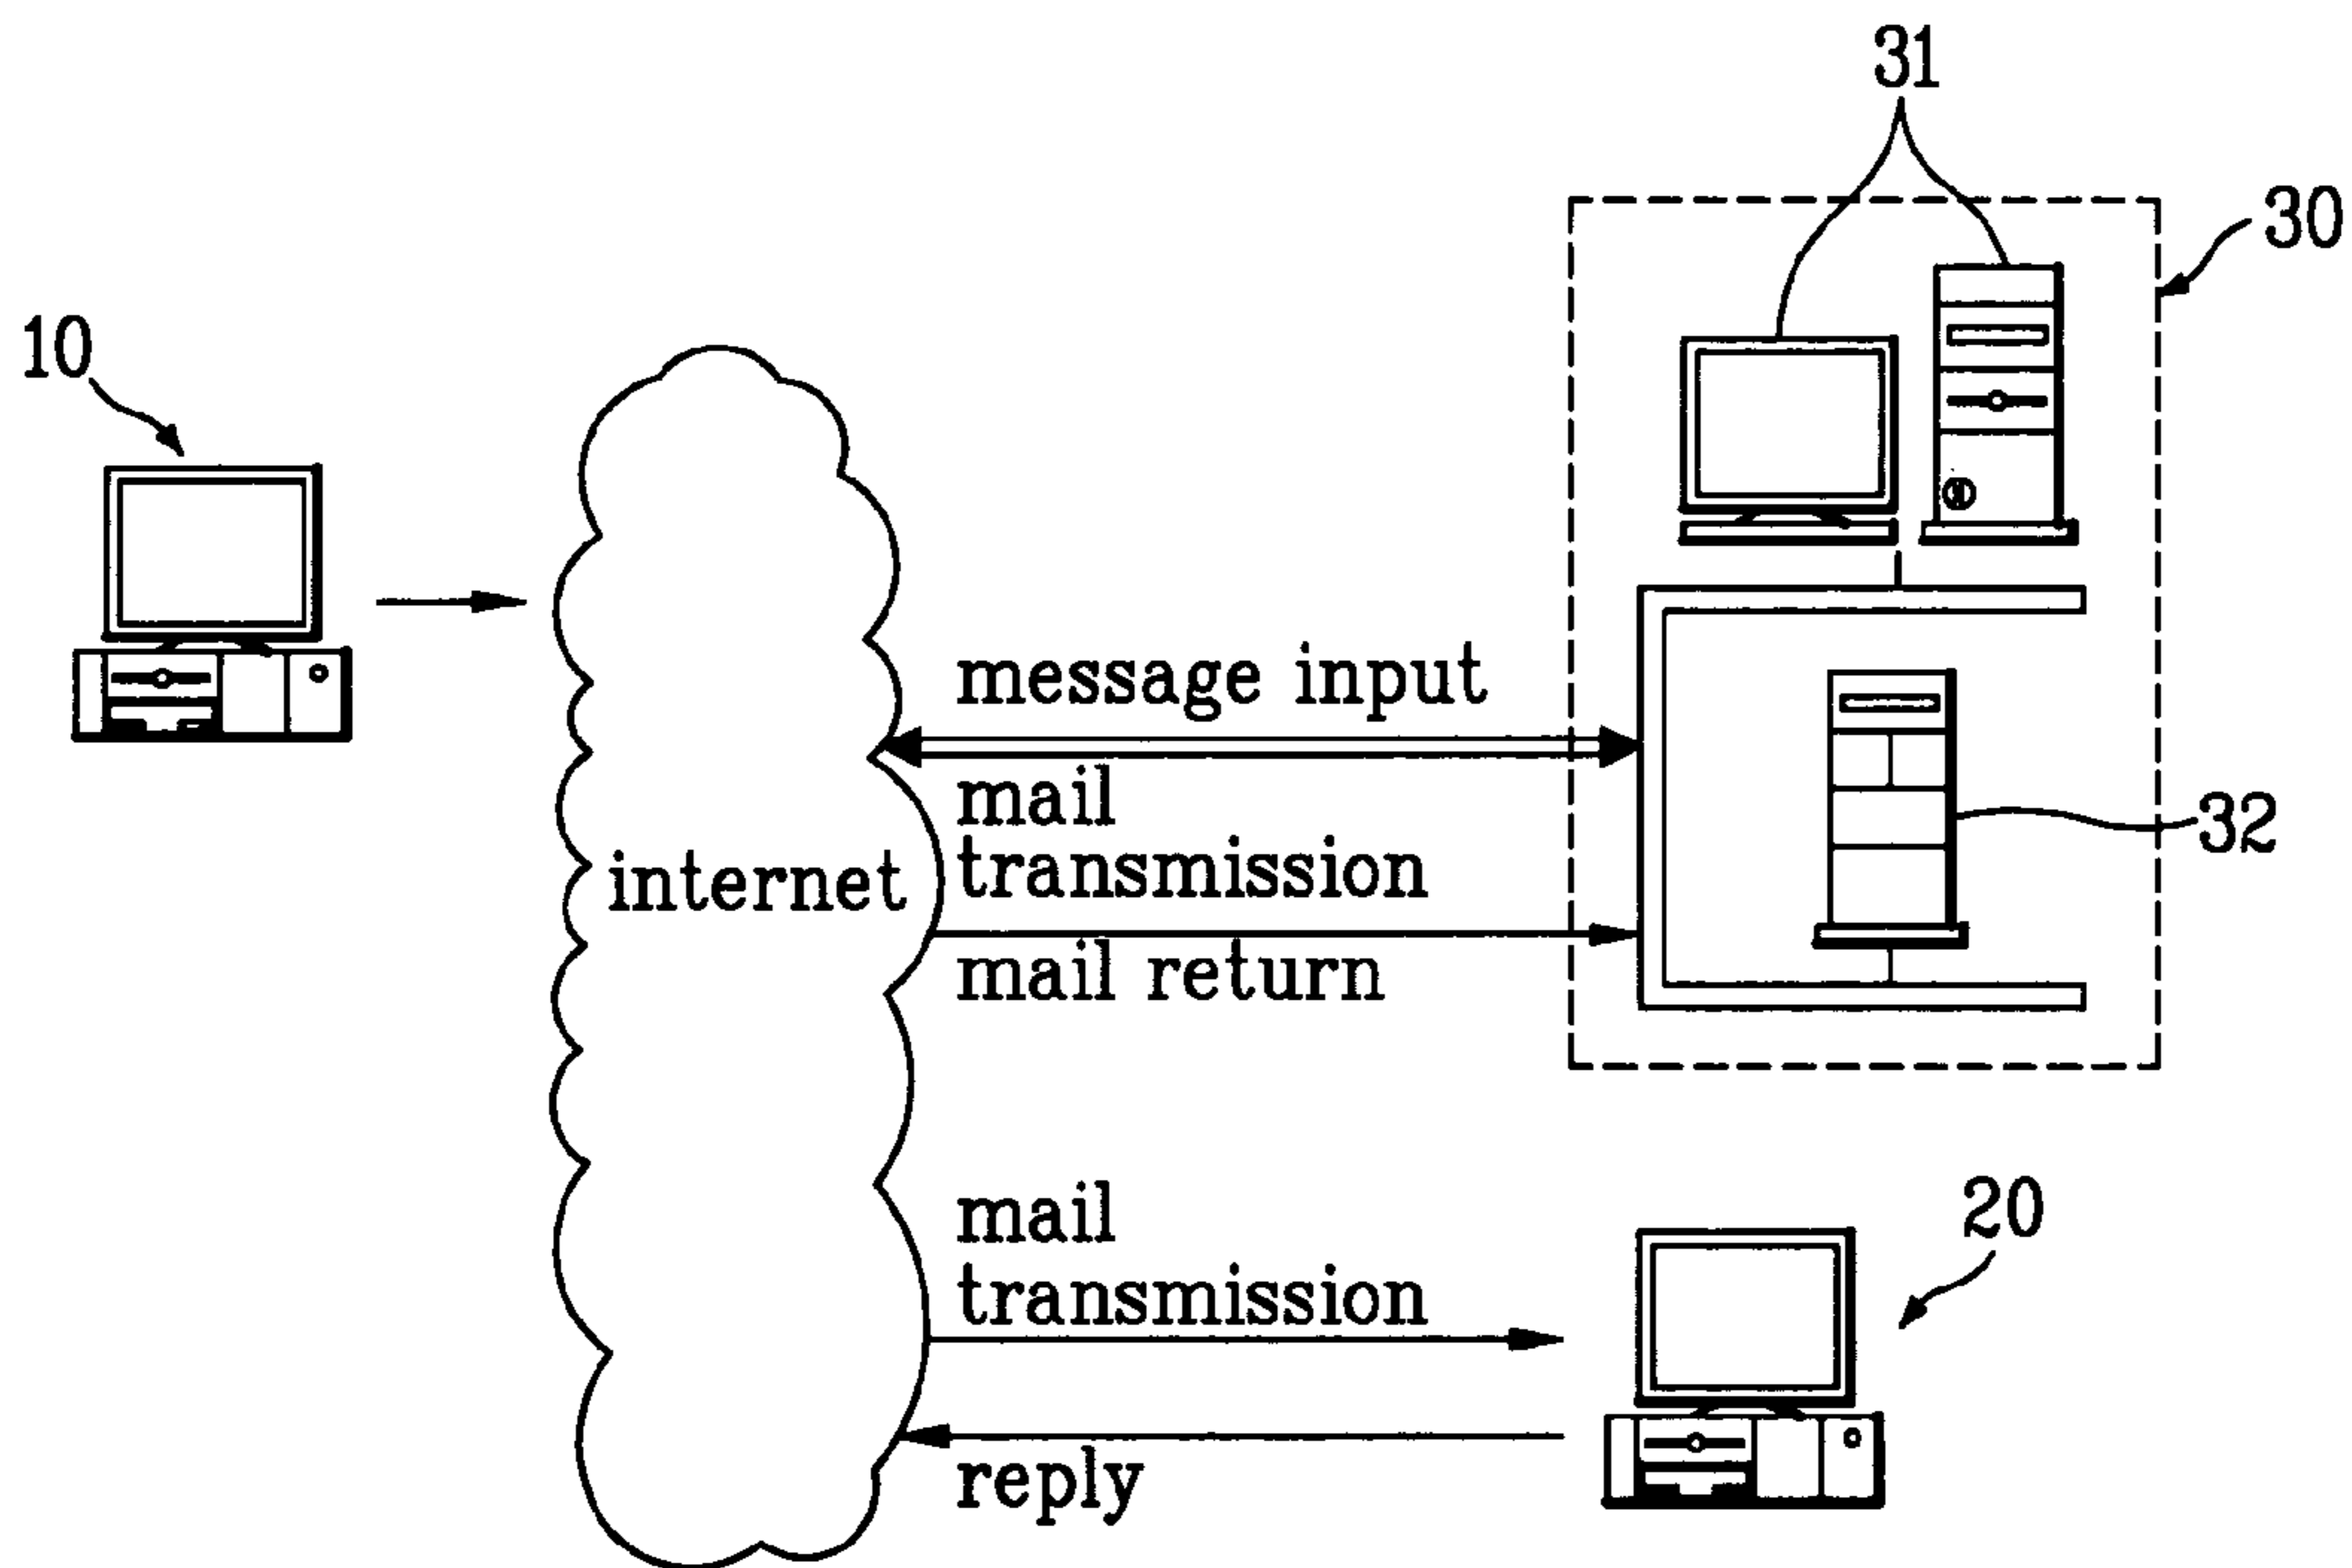 31
30
10
message input
mail
transmission
32
internet
mail return
mail
transmission
20
reply